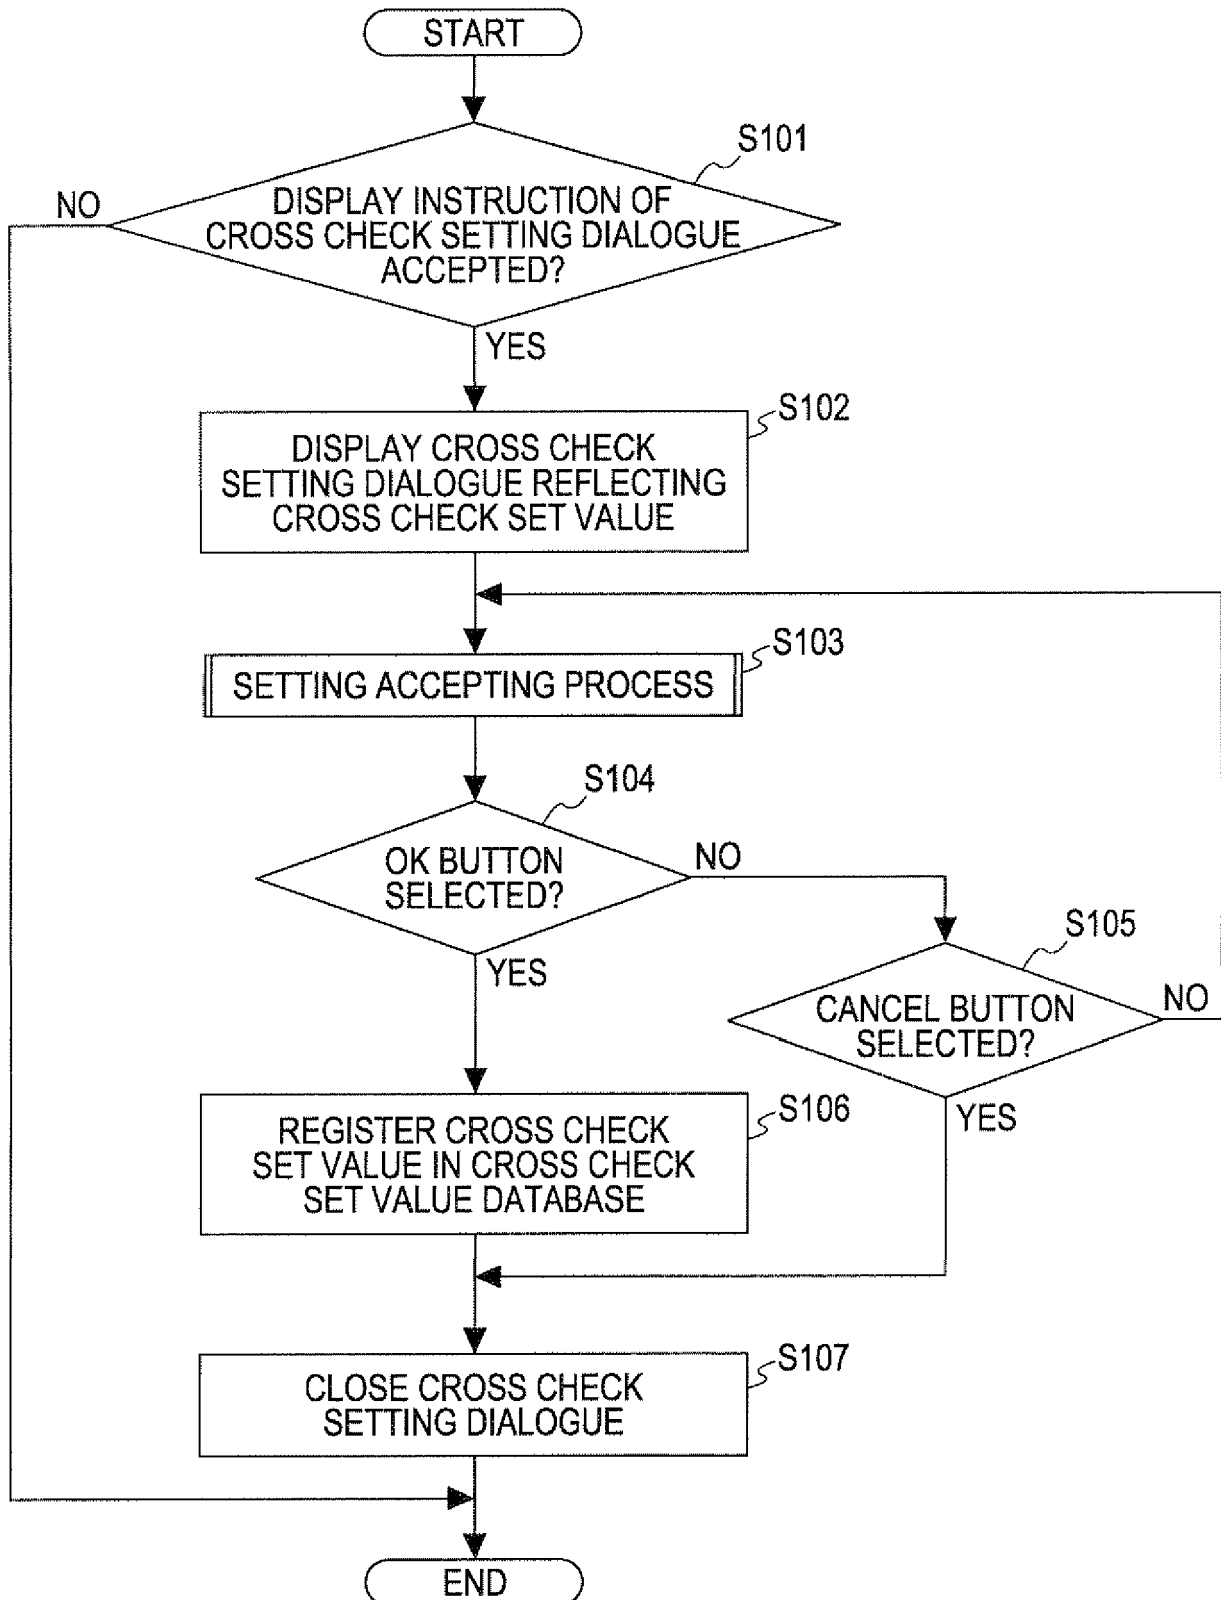 START
S101
NO
DISPLAY INSTRUCTION OF
CROSS CHECK SETTING DIALOGUE
ACCEPTED?
YES
S102
DISPLAY CROSS CHECK
SETTING DIALOGUE REFLECTING
CROSS CHECK SET VALUE
S103
SETTING ACCEPTING PROCESS
S104
OK BUTTON
SELECTED?
NO
YES
S105
CANCEL BUTTON
SELECTED?
NO
YES
S106
REGISTER CROSS CHECK
SET VALUE IN CROSS CHECK
SET VALUE DATABASE
S107
CLOSE CROSS CHECK
SETTING DIALOGUE
END